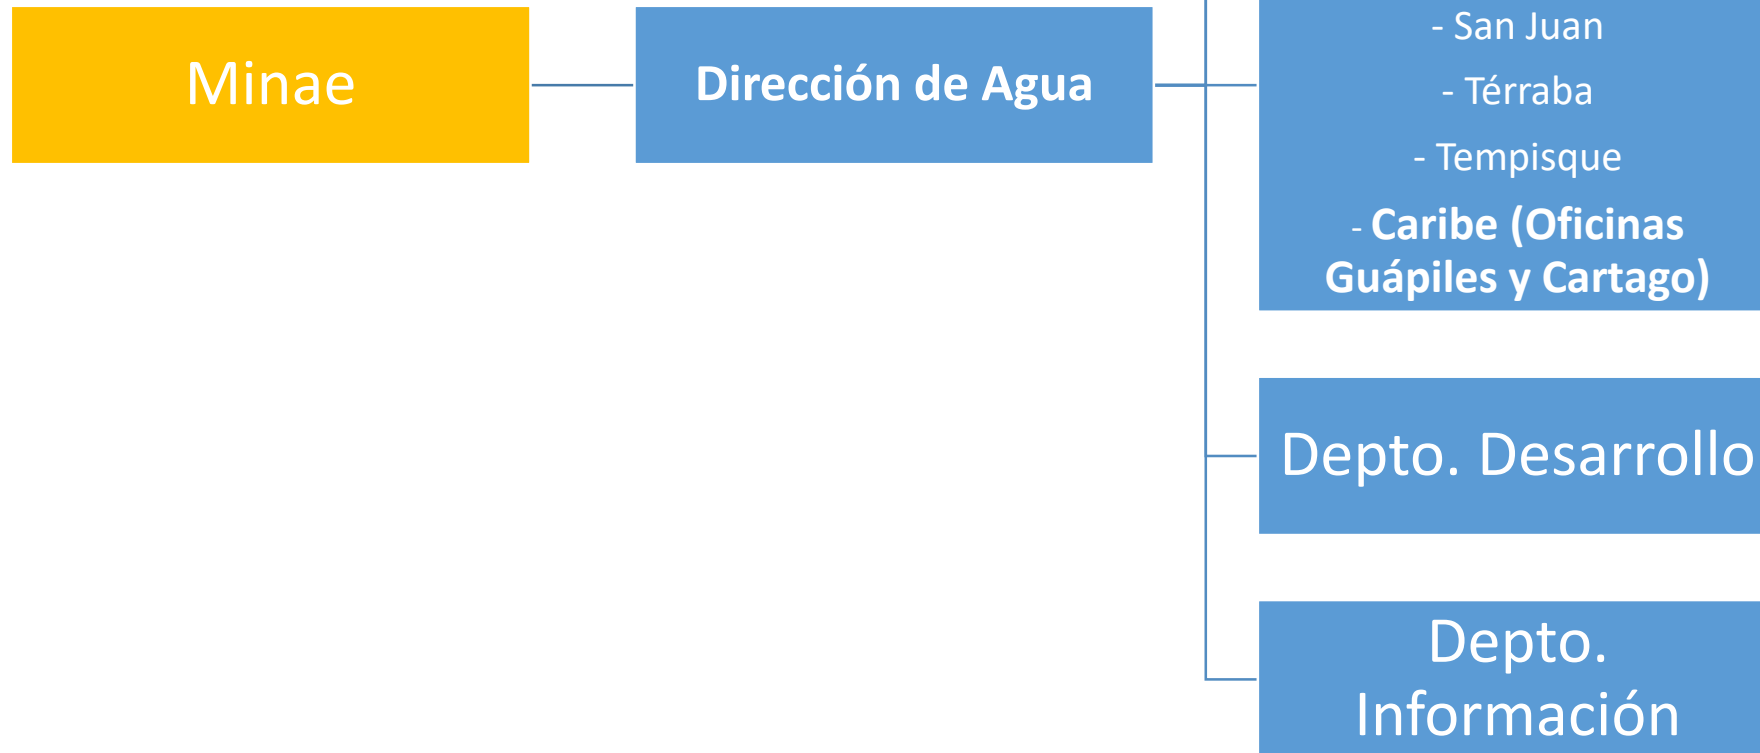 Minae
Dirección de Agua
- San Juan
- Térraba
- Tempisque
- Caribe (Oficinas
Guápiles y Cartago)
Depto. Desarrollo
Depto.
Información